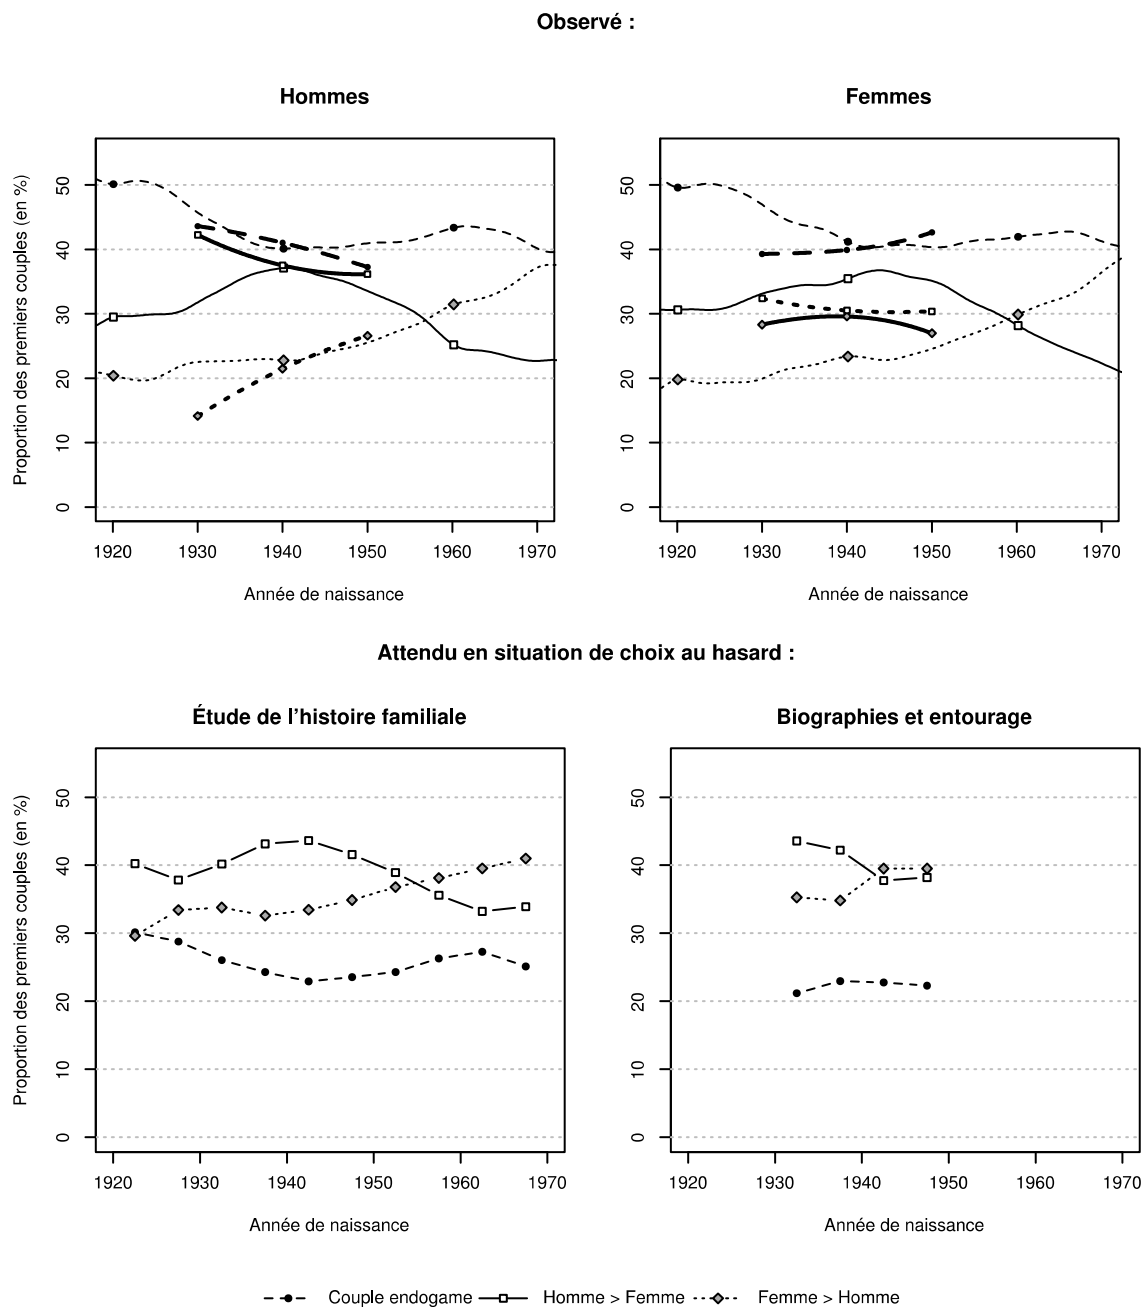 Observé :
Hommes
Femmes
Proportion des premiers couples (en %)
50
40
30
20
10
0
1920 1930 1940 1950 1960 1970
Année de naissance
50
40
30
20
10
0
1920 1930 1940 1950 1960 1970
Année de naissance
Attendu en situation de choix au hasard :
Étude de l’histoire familiale
Biographies et entourage
Proportion des premiers couples (en %)
50
40
30
20
10
0
1920 1930 1940 1950 1960 1970
Année de naissance
50
40
30
20
10
0
1920 1930 1940 1950 1960 1970
Année de naissance
Couple endogame Homme > Femme Femme > Homme